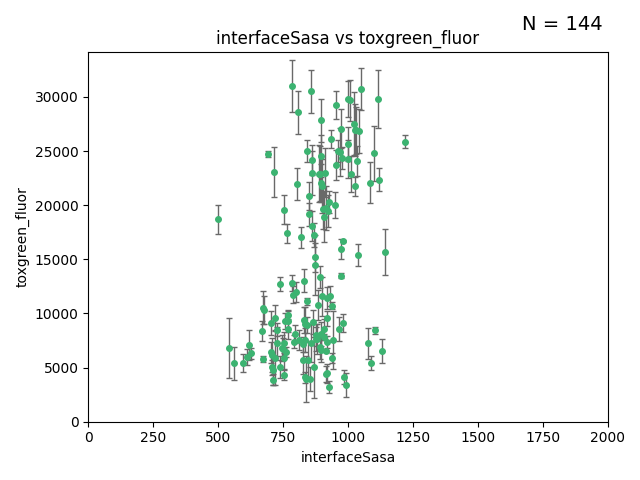 N = 144
interfaceSasa vs toxgreen_fluor
30000
25000
20000
15000
10000
5000
0
toxgreen_fluor
0 250 500 750 1000 1250 1500 1750 2000
interfaceSasa